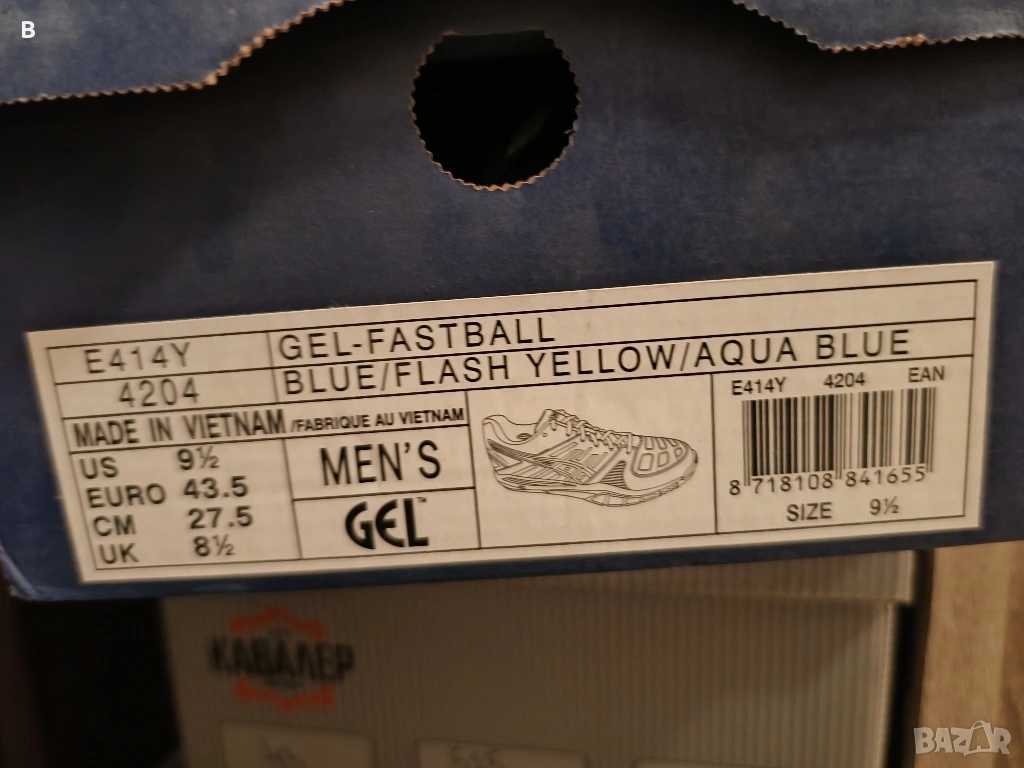 B
E414Y GEL-FASTBALL
4204 BLUE/FLASH YELLOW/AQUA BLUE
MADE IN VIETNAM /FABRIQUE AU VIETNAM
US 9½
EURO 43.5
CM 27.5
UK 8½
MEN'S
GEL™
E414Y 4204 EAN
8 718108 841655
SIZE 9½
КАВАЛЕР
BAZAR